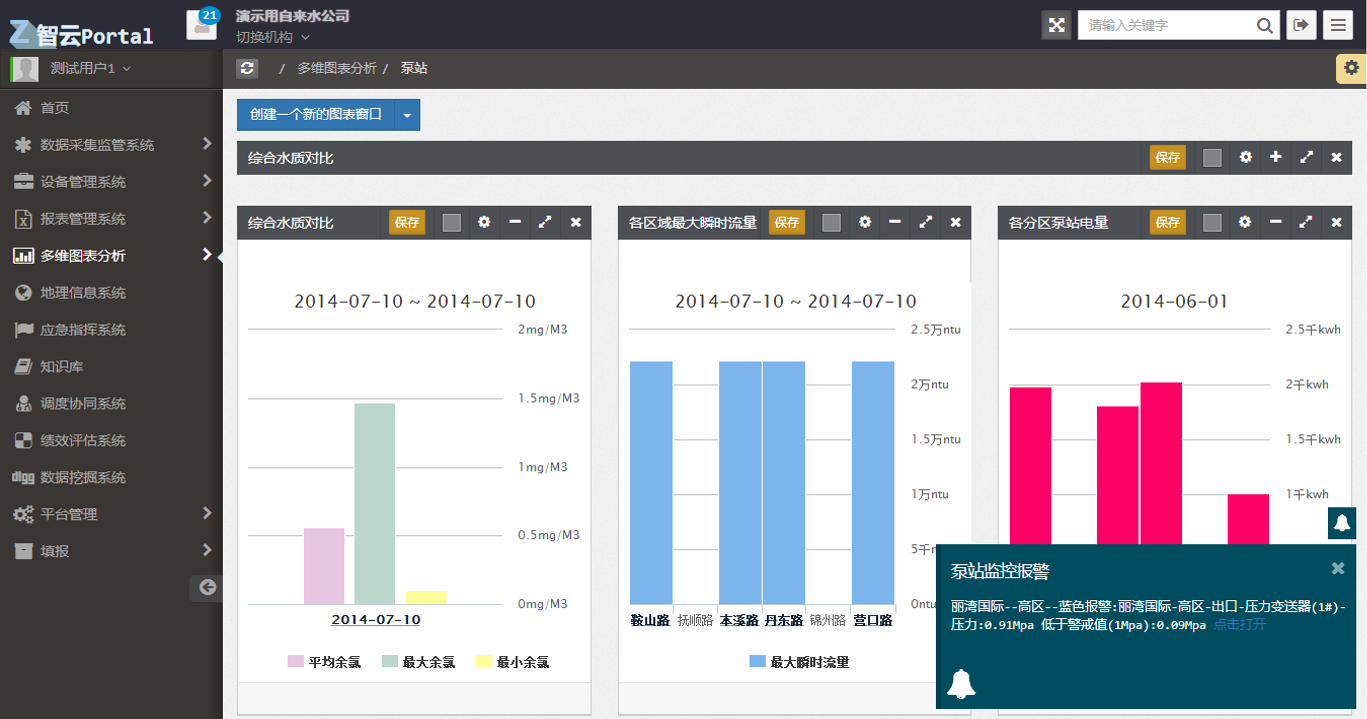 智云Portal
21
演示用自来水公司
切换机构
请输入关键字
测试用户1
/ 多维图表分析 / 泵站
首页
数据采集监管系统
设备管理系统
报表管理系统
多维图表分析
地理信息系统
应急指挥系统
知识库
调度协同系统
绩效评估系统
digg 数据挖掘系统
平台管理
填报
创建一个新的图表窗口
综合水质对比 保存
综合水质对比 保存
2014-07-10 ~ 2014-07-10
2mg/M3
1.5mg/M3
1mg/M3
0.5mg/M3
0mg/M3
2014-07-10
平均余氯 最大余氯 最小余氯
各区域最大瞬时流量 保存
2014-07-10 ~ 2014-07-10
2.5万ntu
2万ntu
1.5万ntu
1万ntu
5千n
0ntu
鞍山路 抚顺路 本溪路 丹东路 锦州路 营口路
最大瞬时流量
各分区泵站电量 保存
2014-06-01
2.5千kwh
2千kwh
1.5千kwh
1千kwh
泵站监控报警
丽湾国际--高区--蓝色报警:丽湾国际-高区-出口-压力变送器(1#)-
压力:0.91Mpa 低于警戒值(1Mpa):0.09Mpa 点击打开